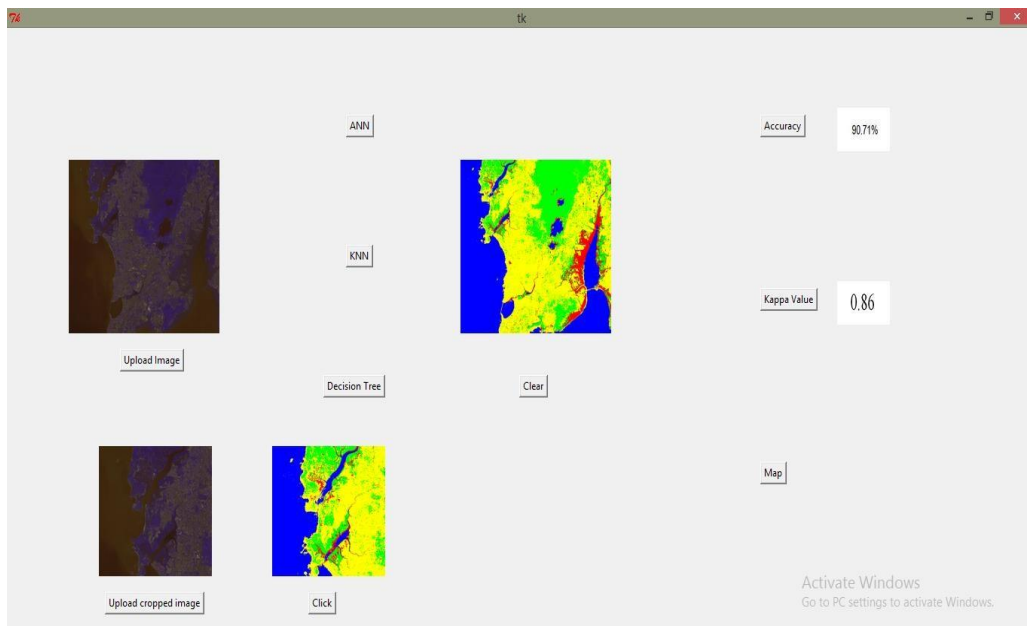 tk
ANN
Accuracy
90.71%
KNN
Kappa Value
0.86
Upload Image
Decision Tree
Clear
Map
Upload cropped image
Click
Activate Windows
Go to PC settings to activate Windows.